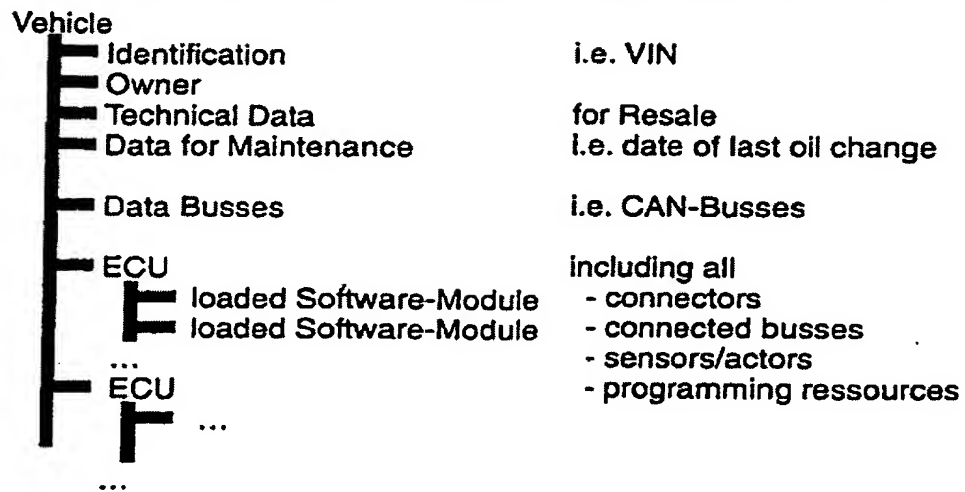 Vehicle
Identification i.e. VIN
Owner
Technical Data for Resale
Data for Maintenance i.e. date of last oil change
Data Busses i.e. CAN-Busses
ECU including all
loaded Software-Module - connectors
loaded Software-Module - connected busses
... - sensors/actors
ECU - programming ressources
...
...